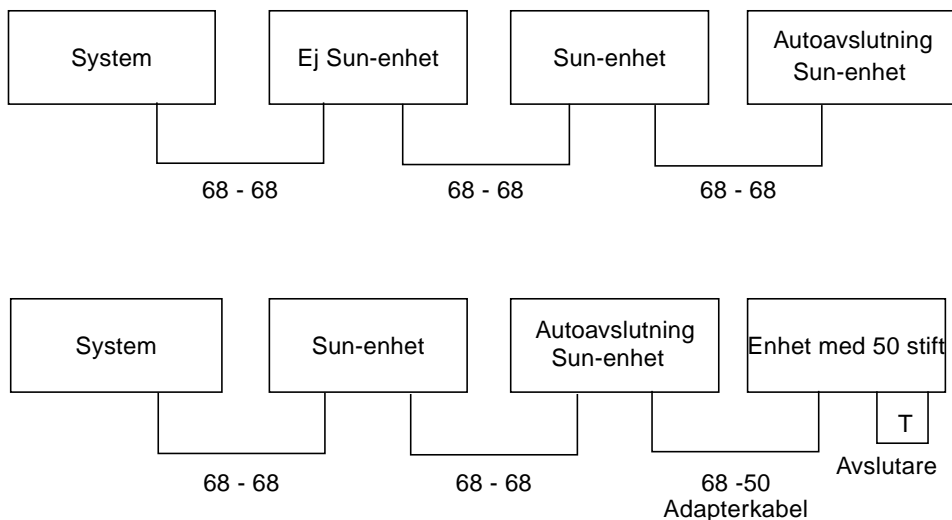 System
Ej Sun-enhet
Sun-enhet
Autoavslutning
Sun-enhet
68 - 68
68 - 68
68 - 68
System
Sun-enhet
Autoavslutning
Sun-enhet
Enhet med 50 stift
T
Avslutare
68 - 68
68 - 68
68 -50
Adapterkabel